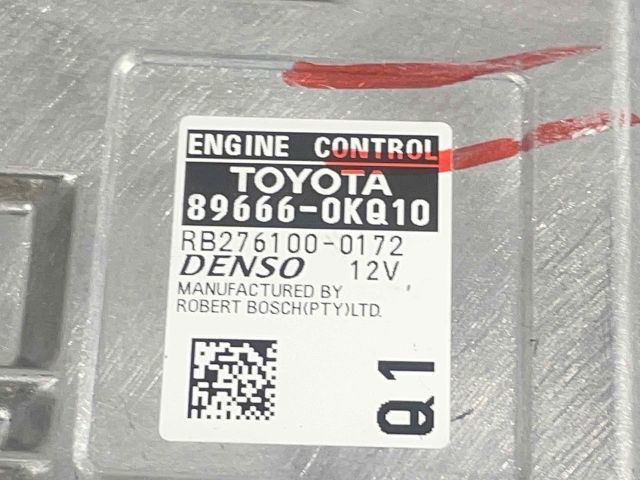 ENGINE CONTROL
TOYOTA
89666-0KQ10
RB276100-0172
DENSO 12V
MANUFACTURED BY
ROBERT BOSCH(PTY)LTD.
Q1